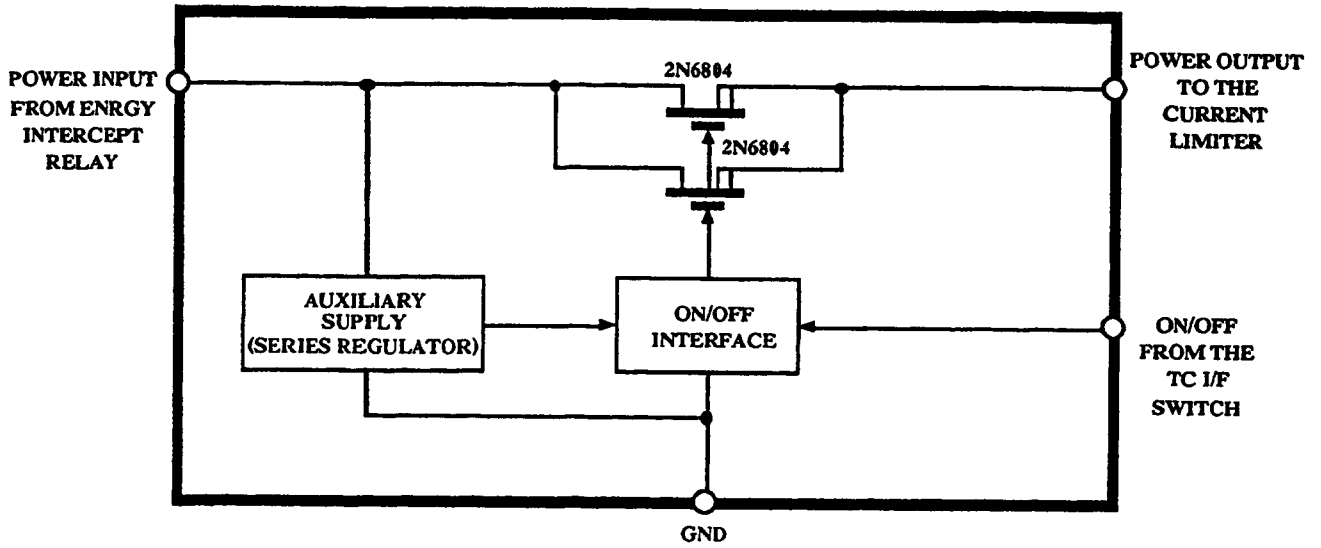 POWER INPUT
FROM ENRGY
INTERCEPT
RELAY
2N6804
2N6804
POWER OUTPUT
TO THE
CURRENT
LIMITER
AUXILIARY
SUPPLY
(SERIES REGULATOR)
ON/OFF
INTERFACE
ON/OFF
FROM THE
TC I/F
SWITCH
GND